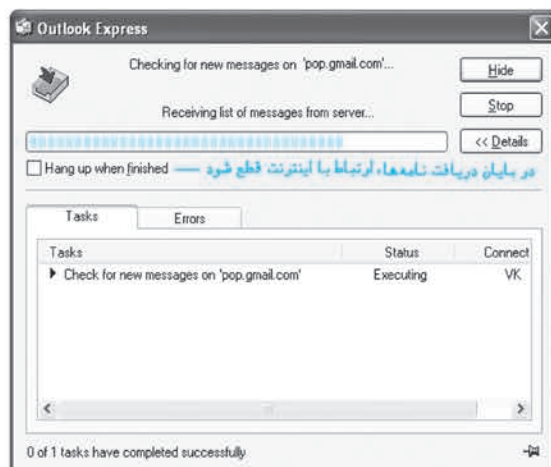 Outlook Express
Checking for new messages on 'pop.gmail.com'...
Hide
Receiving list of messages from server...
Stop
<< Details
Hang up when finished
در پایان دریافت نامه‌ها، ارتباط با اینترنت قطع شود
Tasks Errors
Tasks Status Connect
Check for new messages on 'pop.gmail.com' Executing VK
0 of 1 tasks have completed successfully